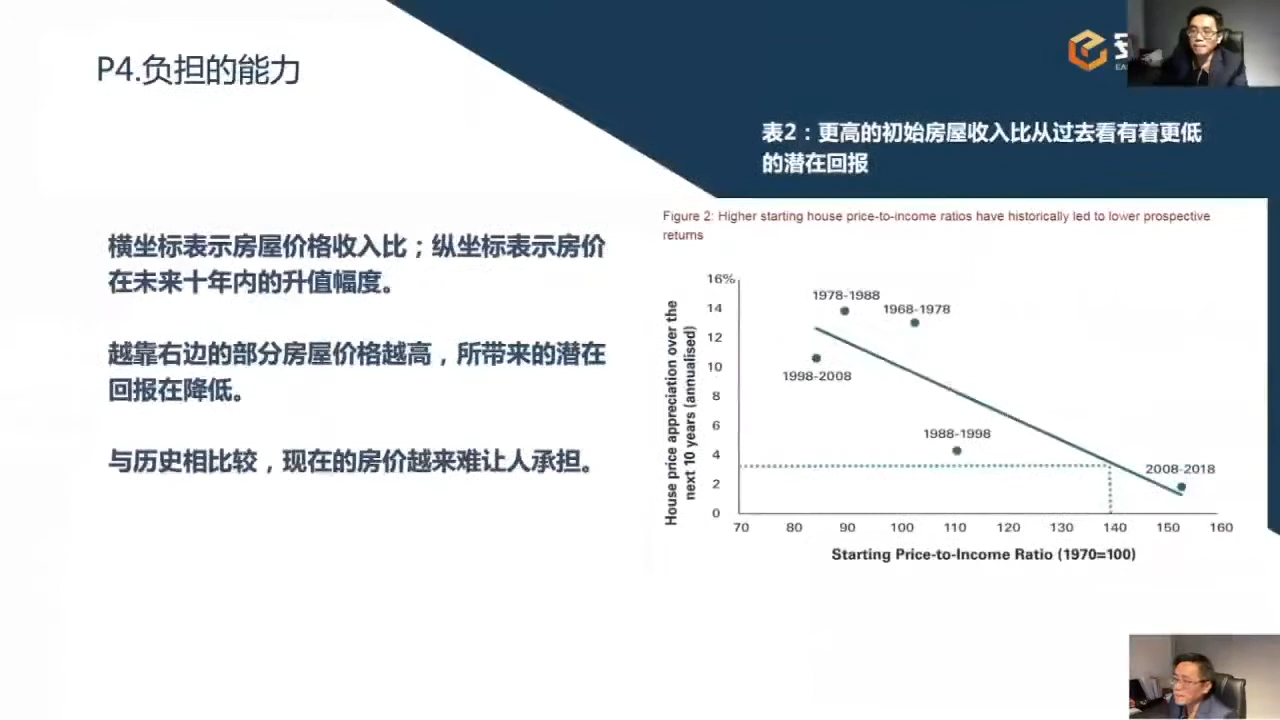 P4.负担的能力
表2：更高的初始房屋收入比从过去看有着更低
的潜在回报
横坐标表示房屋价格收入比；纵坐标表示房价
在未来十年内的升值幅度。
越靠右边的部分房屋价格越高，所带来的潜在
回报在降低。
与历史相比较，现在的房价越来难让人承担。
Figure 2: Higher starting house price-to-income ratios have historically led to lower prospective
returns
House price appreciation over the
next 10 years (annualised)
16%
14
12
10
8
6
4
2
0
1978-1988
1968-1978
1998-2008
1988-1998
2008-2018
70 80 90 100 110 120 130 140 150 160
Starting Price-to-Income Ratio (1970=100)